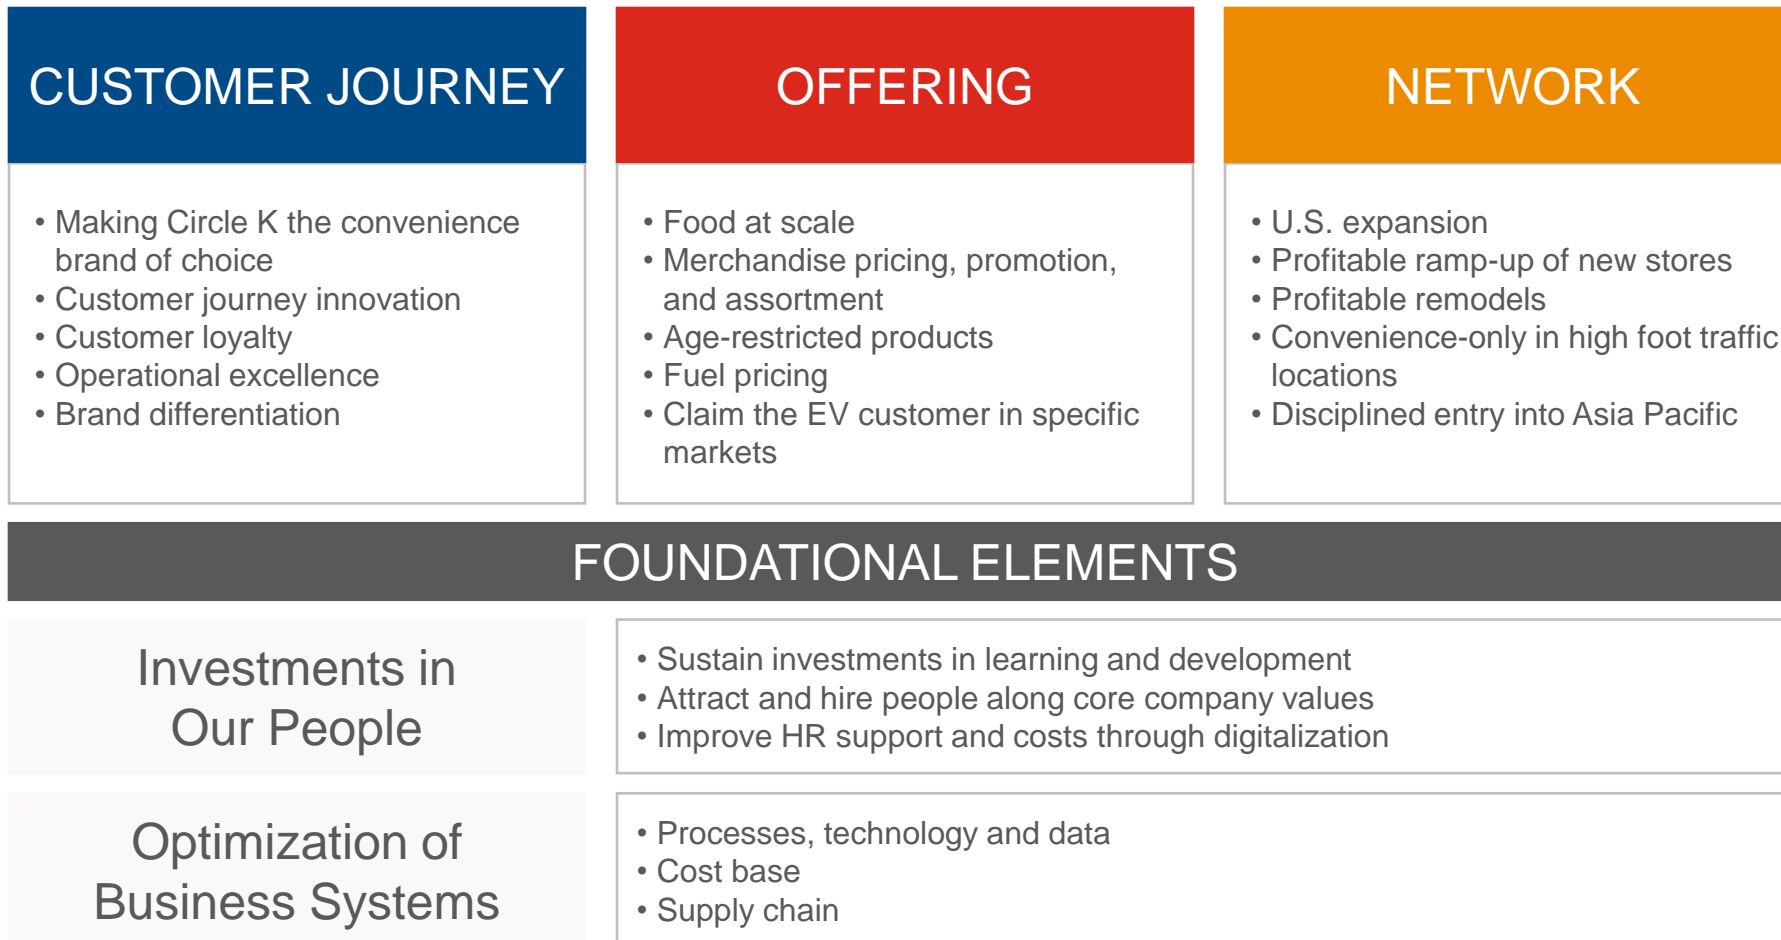 CUSTOMER JOURNEY
• Making Circle K the convenience
brand of choice
• Customer journey innovation
• Customer loyalty
• Operational excellence
• Brand differentiation
OFFERING
• Food at scale
• Merchandise pricing, promotion,
and assortment
• Age-restricted products
• Fuel pricing
• Claim the EV customer in specific
markets
NETWORK
• U.S. expansion
• Profitable ramp-up of new stores
• Profitable remodels
• Convenience-only in high foot traffic
locations
• Disciplined entry into Asia Pacific
FOUNDATIONAL ELEMENTS
Investments in
Our People
• Sustain investments in learning and development
• Attract and hire people along core company values
• Improve HR support and costs through digitalization
Optimization of
Business Systems
• Processes, technology and data
• Cost base
• Supply chain